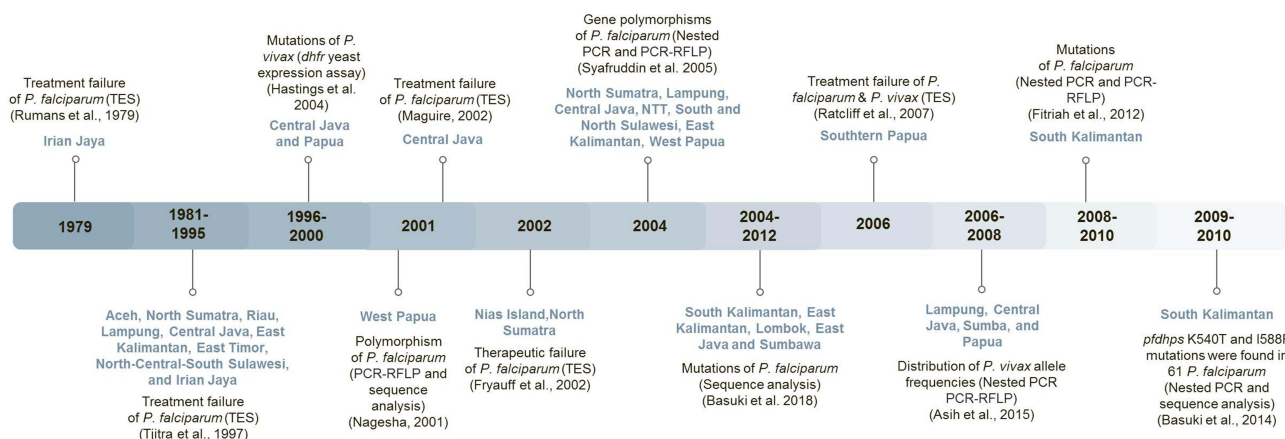 Treatment failure
of P. falciparum (TES)
(Rumans et al., 1979)
Irian Jaya
Mutations of P.
vivax (dhfr yeast
expression assay)
(Hastings et al.
2004)
Central Java
and Papua
Treatment failure
of P. falciparum (TES)
(Maguire, 2002)
Central Java
Gene polymorphisms
of P. falciparum (Nested
PCR and PCR-RFLP)
(Syafruddin et al. 2005)
North Sumatra, Lampung,
Central Java, NTT, South and
North Sulawesi, East
Kalimantan, West Papua
Treatment failure of P.
falciparum & P. vivax (TES)
(Ratcliff et al., 2007)
Southtern Papua
Mutations
of P. falciparum
(Nested PCR and PCR-
RFLP)
(Fitriah et al., 2012)
South Kalimantan
1979
1981-
1995
1996-
2000
2001
2002
2004
2004-
2012
2006
2006-
2008
2008-
2010
2009-
2010
Aceh, North Sumatra, Riau,
Lampung, Central Java, East
Kalimantan, East Timor,
North-Central-South Sulawesi,
and Irian Jaya
Treatment failure
of P. falciparum (TES)
(Tjitra et al., 1997)
West Papua
Polymorphism
of P. falciparum
(PCR-RFLP and
sequence
analysis)
(Nagesha, 2001)
Nias Island,North
Sumatra
Therapeutic failure
of P. falciparum (TES)
(Fryauff et al., 2002)
South Kalimantan, East
Kalimantan, Lombok, East
Java and Sumbawa
Mutations of P. falciparum
(Sequence analysis)
(Basuki et al. 2018)
Lampung, Central
Java, Sumba, and
Papua
Distribution of P. vivax allele
frequencies (Nested PCR
PCR-RFLP)
(Asih et al., 2015)
South Kalimantan
pfdhps K540T and I588F
mutations were found in
61 P. falciparum
(Nested PCR and
sequence analysis)
(Basuki et al., 2014)